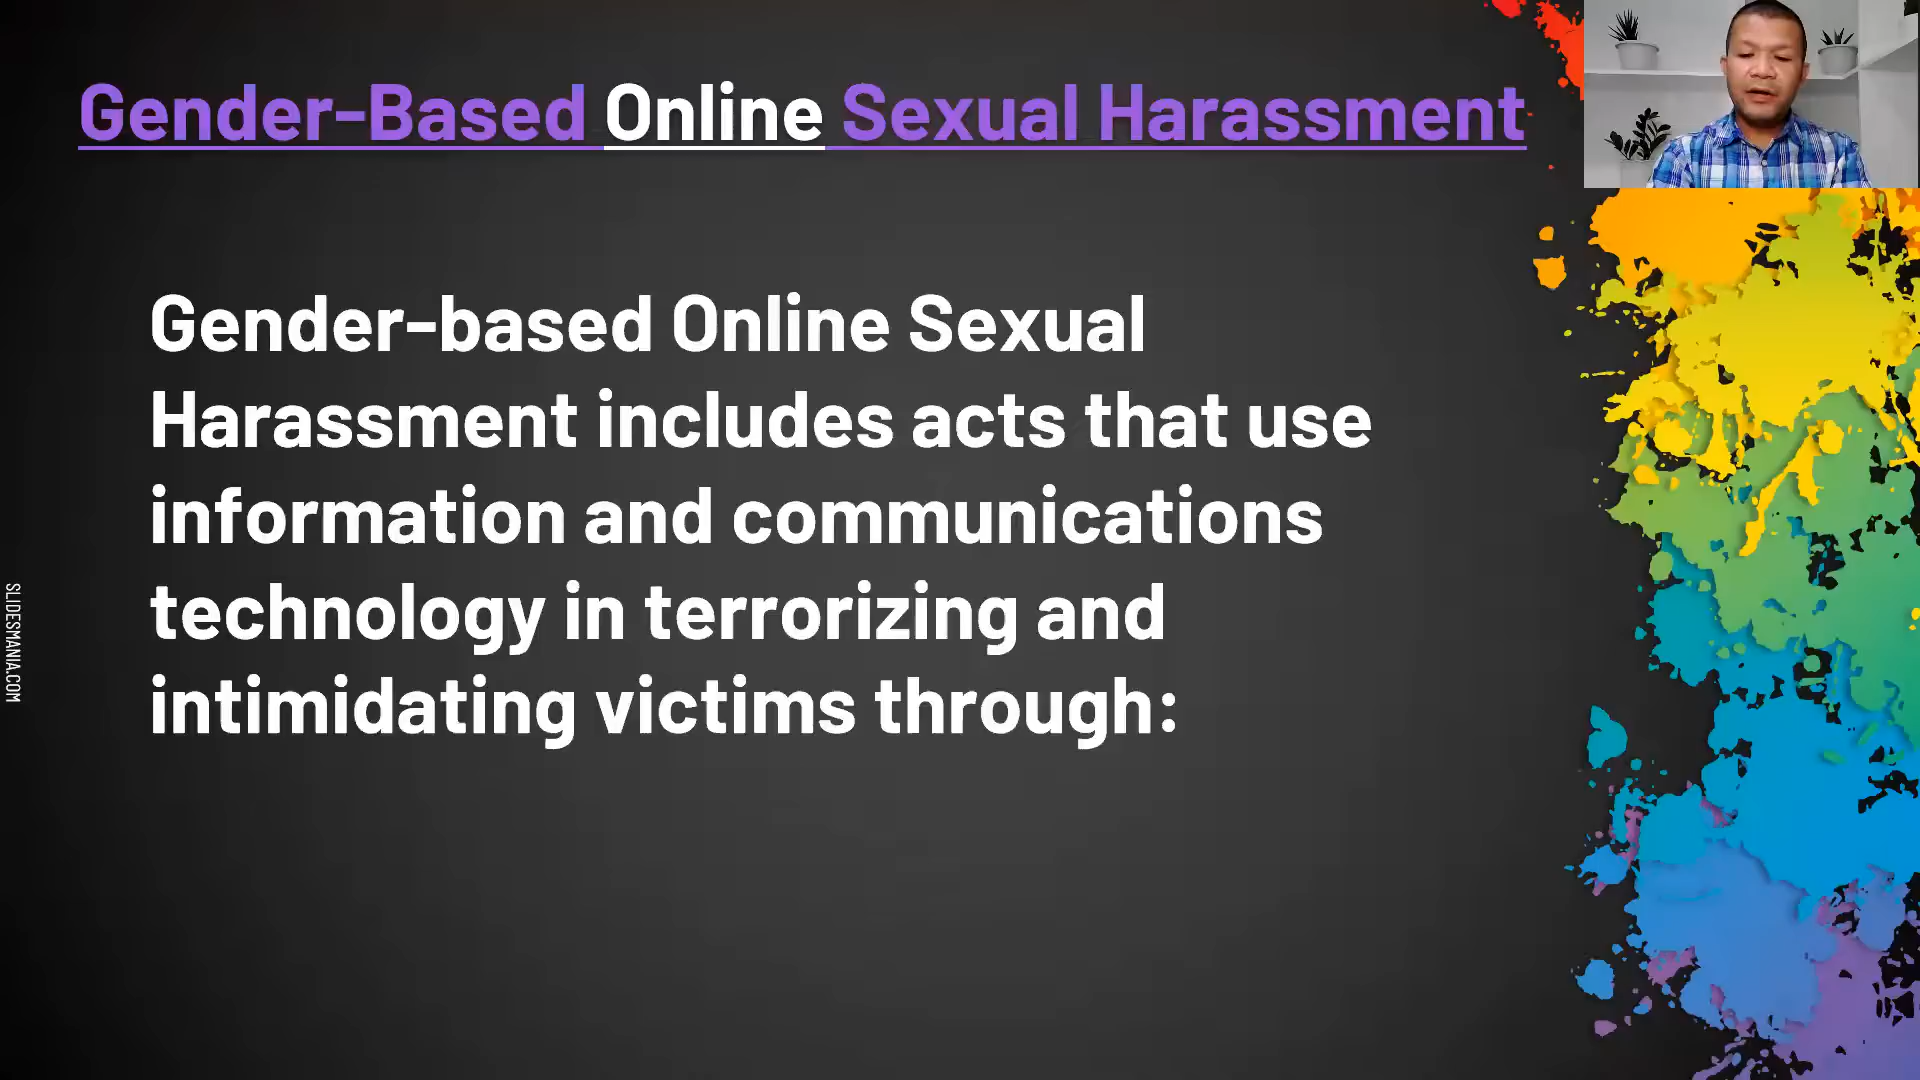 Gender-Based Online Sexual Harassment
Gender-based Online Sexual
Harassment includes acts that use
information and communications
technology in terrorizing and
intimidating victims through:
SLIDESMANIA.COM